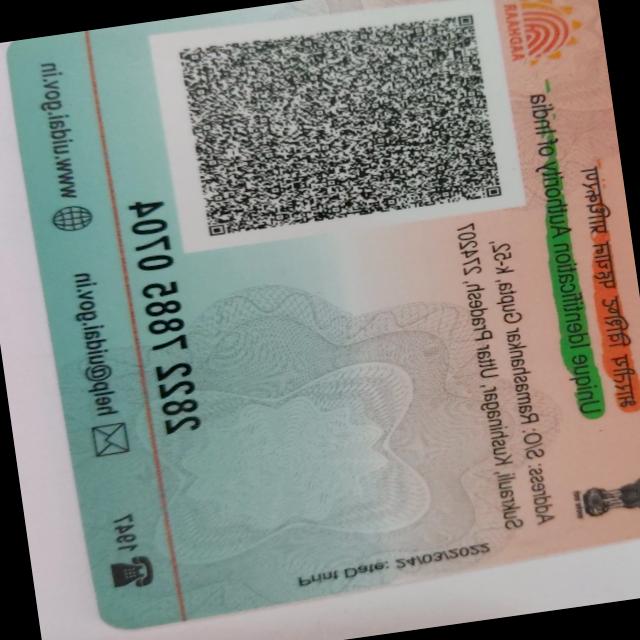 भारतीय विशिष्ट पहचान प्राधिकरण
Unique Identification Authority of India
AADHAAR
Address:
S/O: Ramashankar Gupta, k-52,
Sukrauli, Kushinagar, Uttar Pradesh, 274207
Print Date: 24/03/2022
2822 7885 0704
1947
help@uidai.gov.in
www.uidai.gov.in